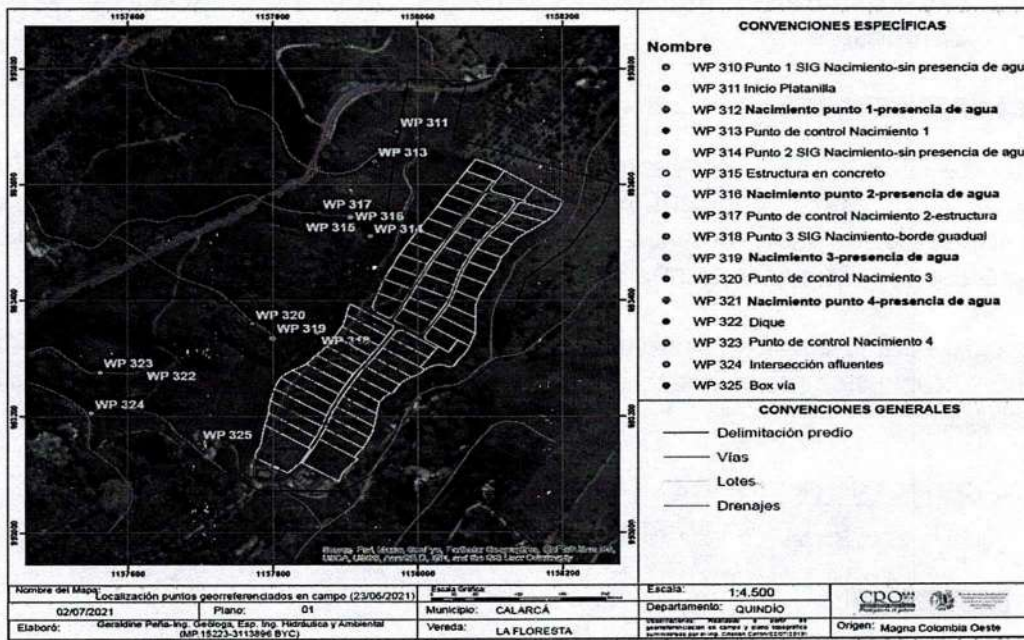 1157600 1157800 1158000 1158200
993800
993600
993400
993200
993000
WP 311
WP 313
WP 317
WP 316
WP 315
WP 314
WP 320
WP 319
WP 318
WP 323
WP 322
WP 324
WP 325
1157600 1157800 1158000 1158200
CONVENCIONES ESPECÍFICAS
Nombre
WP 310 Punto 1 SIG Nacimiento-sin presencia de agua
WP 311 Inicio Platanilla
WP 312 Nacimiento punto 1-presencia de agua
WP 313 Punto de control Nacimiento 1
WP 314 Punto 2 SIG Nacimiento-sin presencia de agua
WP 315 Estructura en concreto
WP 316 Nacimiento punto 2-presencia de agua
WP 317 Punto de control Nacimiento 2-estructura
WP 318 Punto 3 SIG Nacimiento-borde guadual
WP 319 Nacimiento 3-presencia de agua
WP 320 Punto de control Nacimiento 3
WP 321 Nacimiento punto 4-presencia de agua
WP 322 Dique
WP 323 Punto de control Nacimiento 4
WP 324 Intersección afluentes
WP 325 Box vía
CONVENCIONES GENERALES
Delimitación predio
Vías
Lotes
Drenajes
Nombre del Mapa:
Localización puntos georreferenciados en campo (23/06/2021)
02/07/2021 Plano: 01
Elaboró: Geraldine Peña-Ing. Geóloga, Esp. Ing. Hidráulica y Ambiental
(MP.15223-3113896 BYC)
Escala Gráfica:
Municipio: CALARCÁ
Vereda: LA FLORESTA
Escala: 1:4.500
Departamento: QUINDÍO
Origen: Magna Colombia Oeste